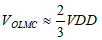 V_OLMC ≈ 2/3 VDD